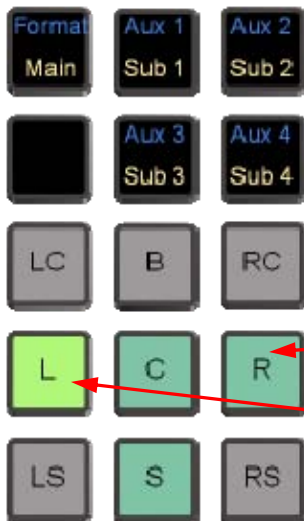 Format Aux 1 Aux 2
Main Sub 1 Sub 2
Aux 3 Aux 4
Sub 3 Sub 4
LC B RC
L C R
LS S RS